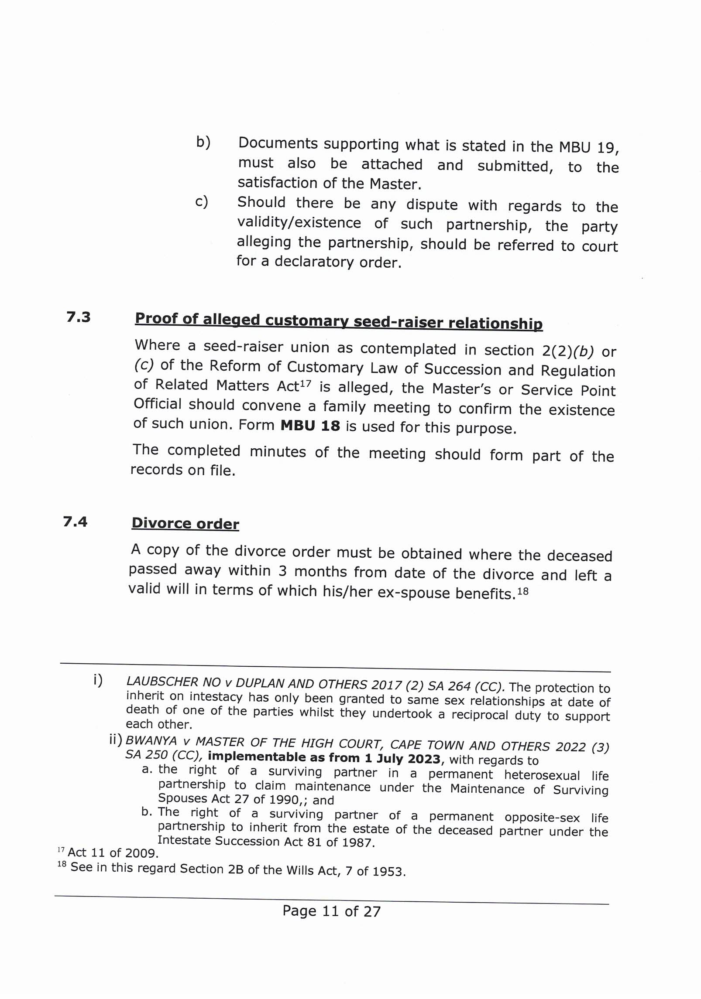 b) Documents supporting what is stated in the MBU 19,
must also be attached and submitted, to the
satisfaction of the Master.
c) Should there be any dispute with regards to the
validity/existence of such partnership, the party
alleging the partnership, should be referred to court
for a declaratory order.
7.3 Proof of alleged customary seed-raiser relationship
Where a seed-raiser union as contemplated in section 2(2)(b) or
(c) of the Reform of Customary Law of Succession and Regulation
of Related Matters Act¹⁷ is alleged, the Master's or Service Point
Official should convene a family meeting to confirm the existence
of such union. Form MBU 18 is used for this purpose.
The completed minutes of the meeting should form part of the
records on file.
7.4 Divorce order
A copy of the divorce order must be obtained where the deceased
passed away within 3 months from date of the divorce and left a
valid will in terms of which his/her ex-spouse benefits.¹⁸
i) LAUBSCHER NO v DUPLAN AND OTHERS 2017 (2) SA 264 (CC). The protection to
inherit on intestacy has only been granted to same sex relationships at date of
death of one of the parties whilst they undertook a reciprocal duty to support
each other.
ii) BWANYA v MASTER OF THE HIGH COURT, CAPE TOWN AND OTHERS 2022 (3)
SA 250 (CC), implementable as from 1 July 2023, with regards to
a. the right of a surviving partner in a permanent heterosexual life
partnership to claim maintenance under the Maintenance of Surviving
Spouses Act 27 of 1990,; and
b. The right of a surviving partner of a permanent opposite-sex life
partnership to inherit from the estate of the deceased partner under the
Intestate Succession Act 81 of 1987.
¹⁷ Act 11 of 2009.
¹⁸ See in this regard Section 2B of the Wills Act, 7 of 1953.
Page 11 of 27